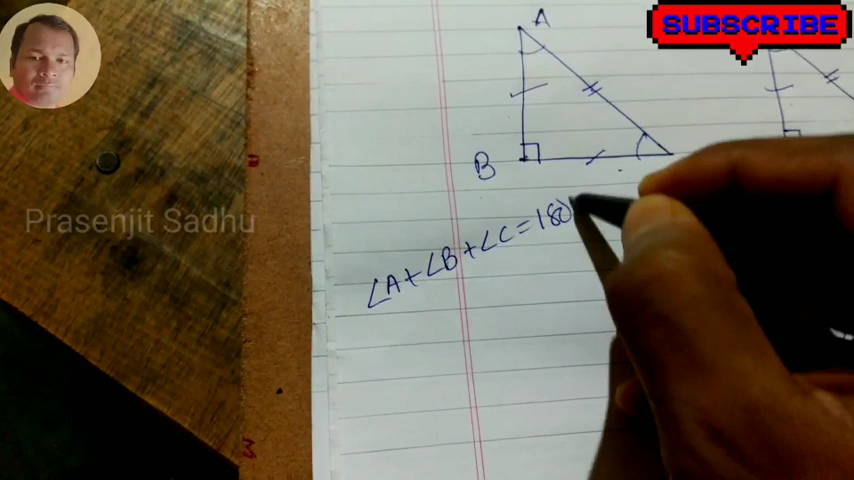 SUBSCRIBE
A
B
Prasenjit Sadhu
∠A+∠B+∠C=180